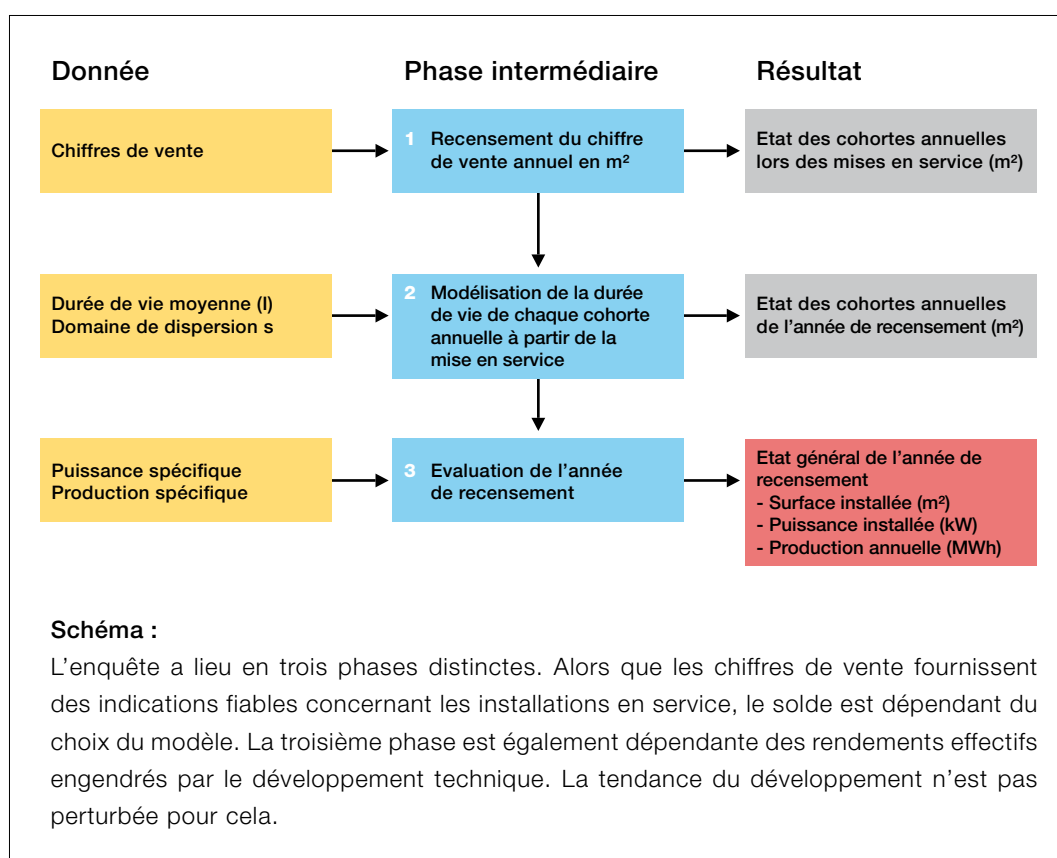 Donnée
Phase intermédiaire
Résultat
Chiffres de vente
1 Recensement du chiffre
de vente annuel en m²
Etat des cohortes annuelles
lors des mises en service (m²)
Durée de vie moyenne (l)
Domaine de dispersion s
2 Modélisation de la durée
de vie de chaque cohorte
annuelle à partir de la
mise en service
Etat des cohortes annuelles
de l'année de recensement (m²)
Puissance spécifique
Production spécifique
3 Evaluation de l'année
de recensement
Etat général de l'année de
recensement
- Surface installée (m²)
- Puissance installée (kW)
- Production annuelle (MWh)
Schéma :
L'enquête a lieu en trois phases distinctes. Alors que les chiffres de vente fournissent
des indications fiables concernant les installations en service, le solde est dépendant du
choix du modèle. La troisième phase est également dépendante des rendements effectifs
engendrés par le développement technique. La tendance du développement n'est pas
perturbée pour cela.